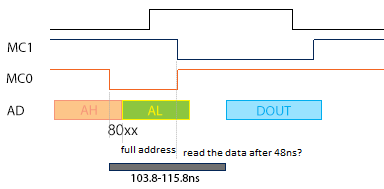 MC1
MC0
AD AH AL DOUT
80xx
full address read the data after 48ns?
103.8-115.8ns